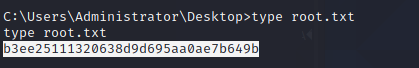 C:\Users\Administrator\Desktop>type root.txt
type root.txt
b3ee25111320638d9d695aa0ae7b649b